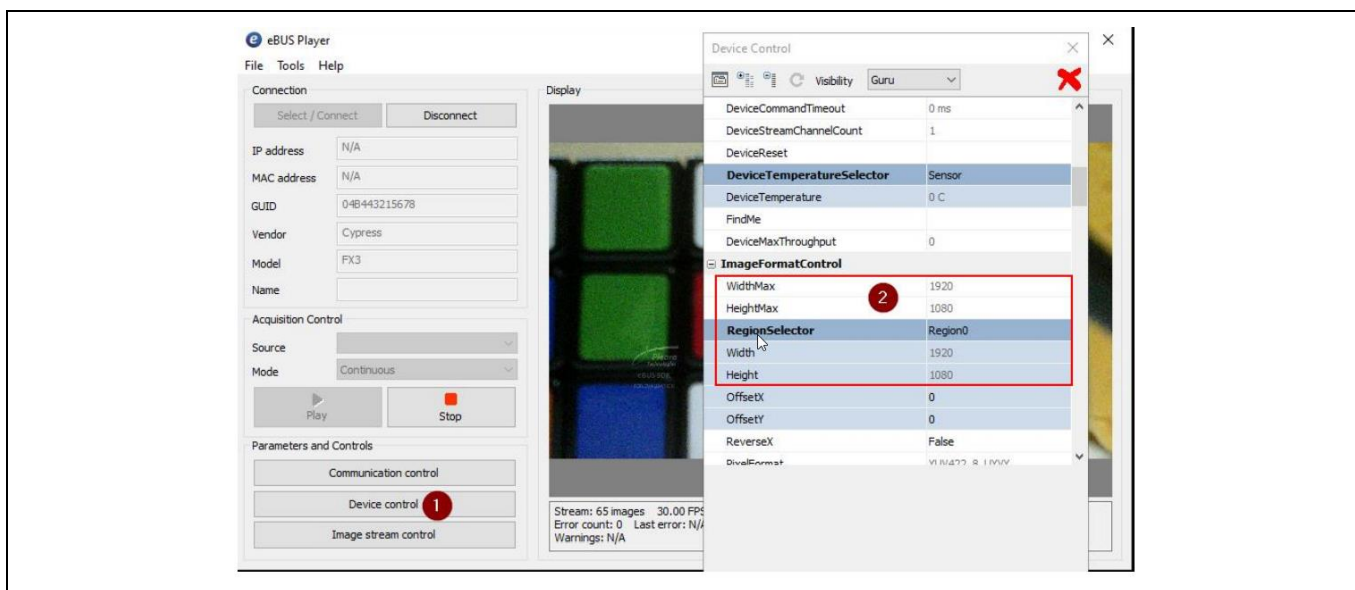 eBUS Player
File Tools Help
Connection
Select / Connect
Disconnect
IP address N/A
MAC address N/A
GUID 04B443215678
Vendor Cypress
Model FX3
Name
Acquisition Control
Source
Mode Continuous
Play
Stop
Parameters and Controls
Communication control
Device control 1
Image stream control
Display
Stream: 65 images 30.00 FPS
Error count: 0 Last error: N/A
Warnings: N/A
Device Control
Visibility Guru
DeviceCommandTimeout 0 ms
DeviceStreamChannelCount 1
DeviceReset
DeviceTemperatureSelector Sensor
DeviceTemperature 0 C
FindMe
DeviceMaxThroughput 0
ImageFormatControl
WidthMax 1920
2
HeightMax 1080
RegionSelector Region0
Width 1920
Height 1080
OffsetX 0
OffsetY 0
ReverseX False
PixelFormat YUV422_8_UYVY